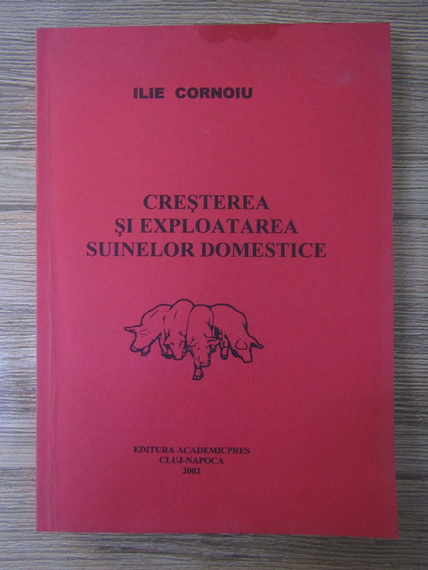 ILIE CORNOIU
CREŞTEREA
ŞI EXPLOATAREA
SUINELOR DOMESTICE
EDITURA ACADEMICPRES
CLUJ-NAPOCA
2002